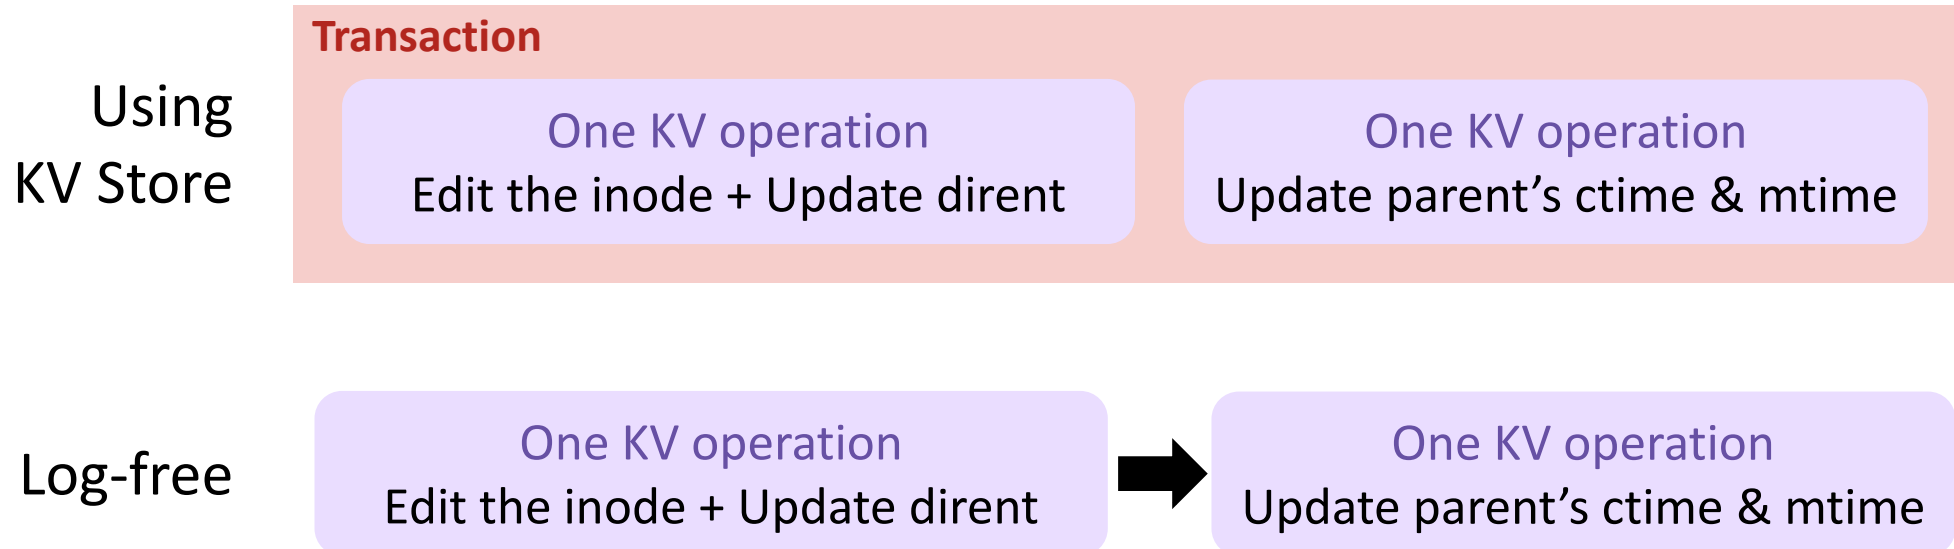 Transaction
Using
KV Store
One KV operation
Edit the inode + Update dirent
One KV operation
Update parent’s ctime & mtime
Log-free
One KV operation
Edit the inode + Update dirent
One KV operation
Update parent’s ctime & mtime